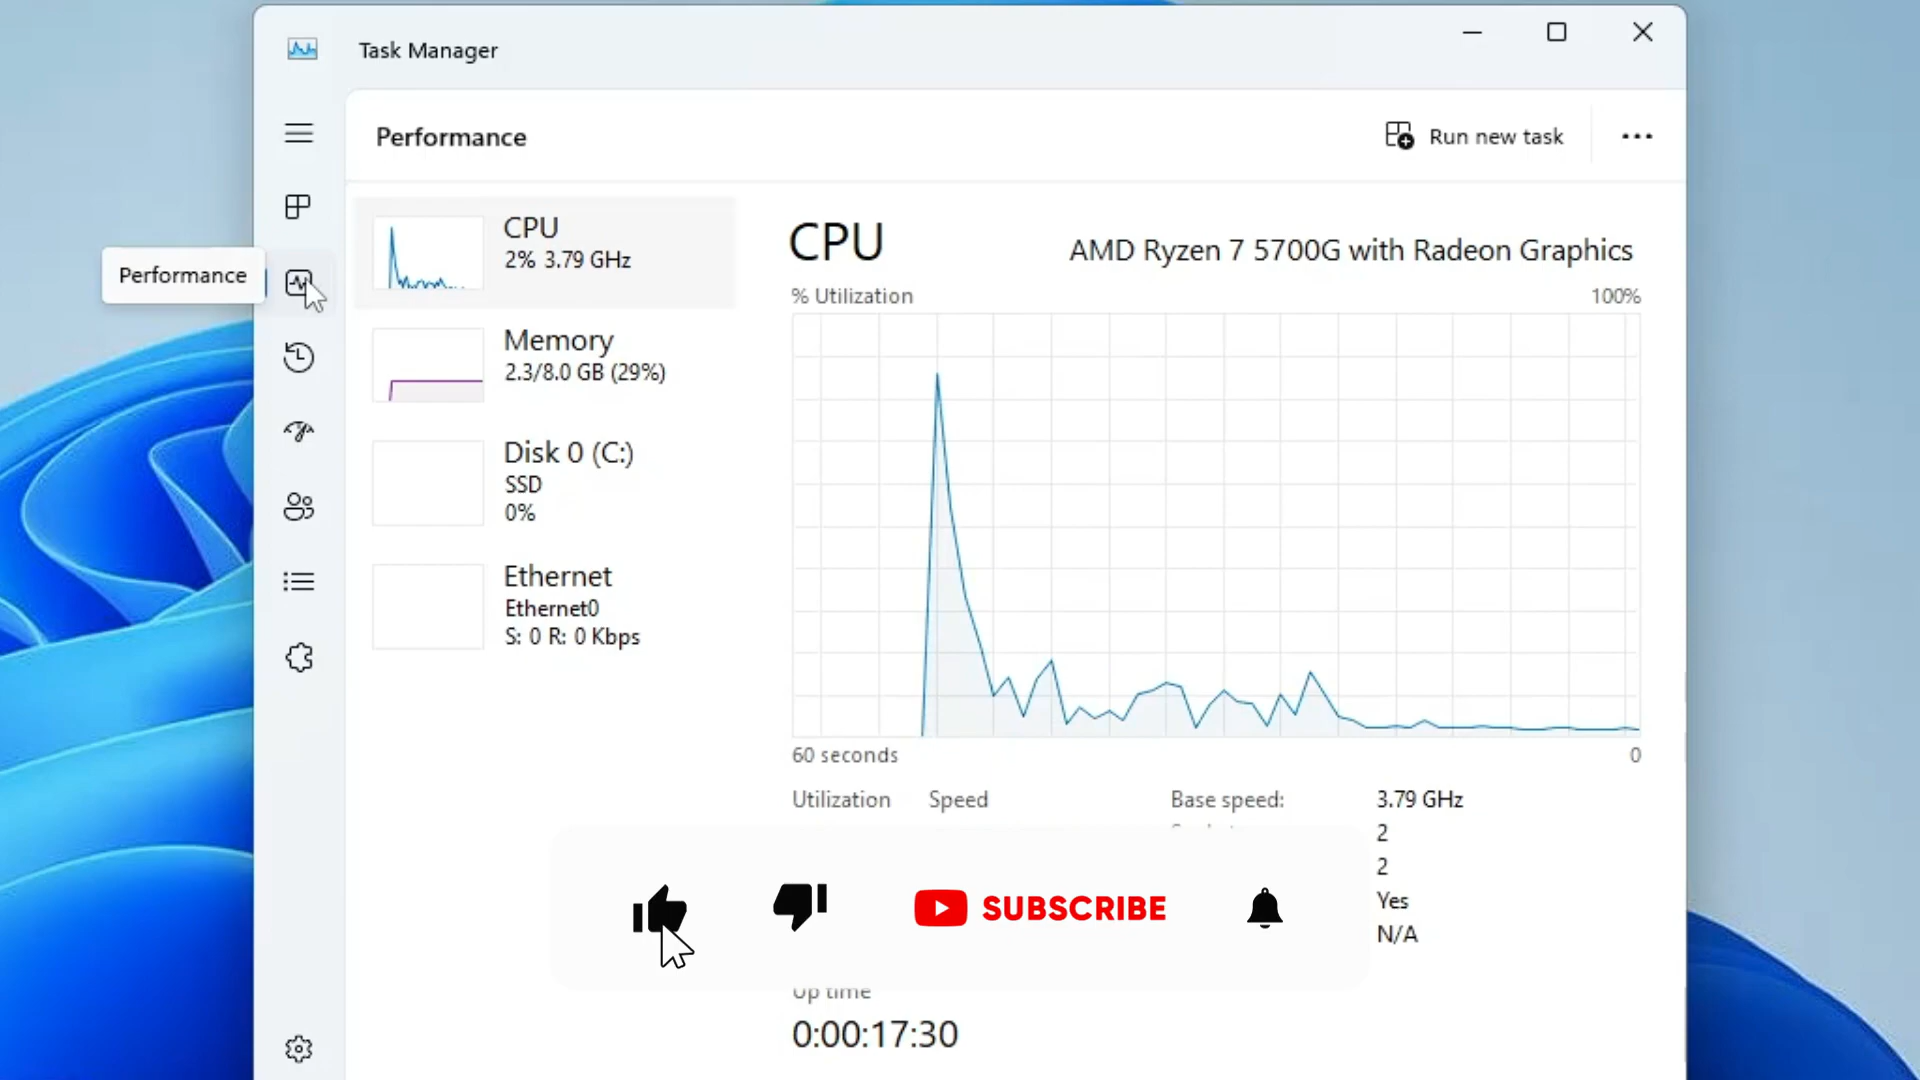 Task Manager
Performance
Run new task
Performance
CPU
2% 3.79 GHz
Memory
2.3/8.0 GB (29%)
Disk 0 (C:)
SSD
0%
Ethernet
Ethernet0
S: 0 R: 0 Kbps
CPU
AMD Ryzen 7 5700G with Radeon Graphics
% Utilization
100%
60 seconds
0
Utilization
Speed
Base speed:
3.79 GHz
2
2
Yes
N/A
SUBSCRIBE
Up time
0:00:17:30